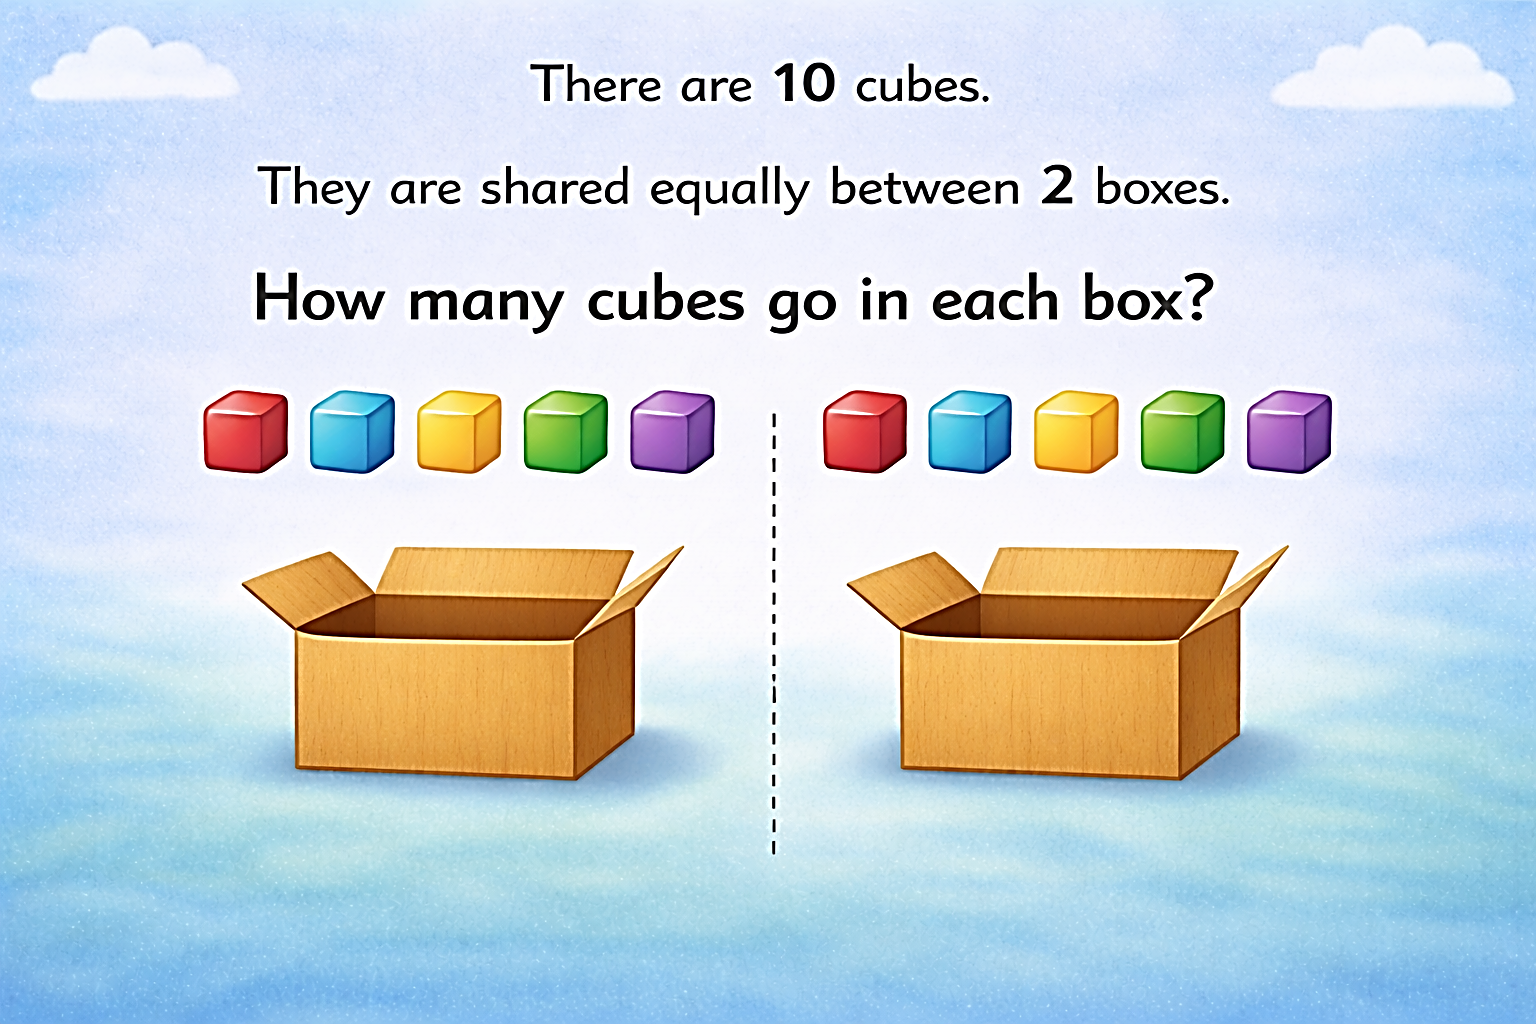 There are 10 cubes.
They are shared equally between 2 boxes.
How many cubes go in each box?